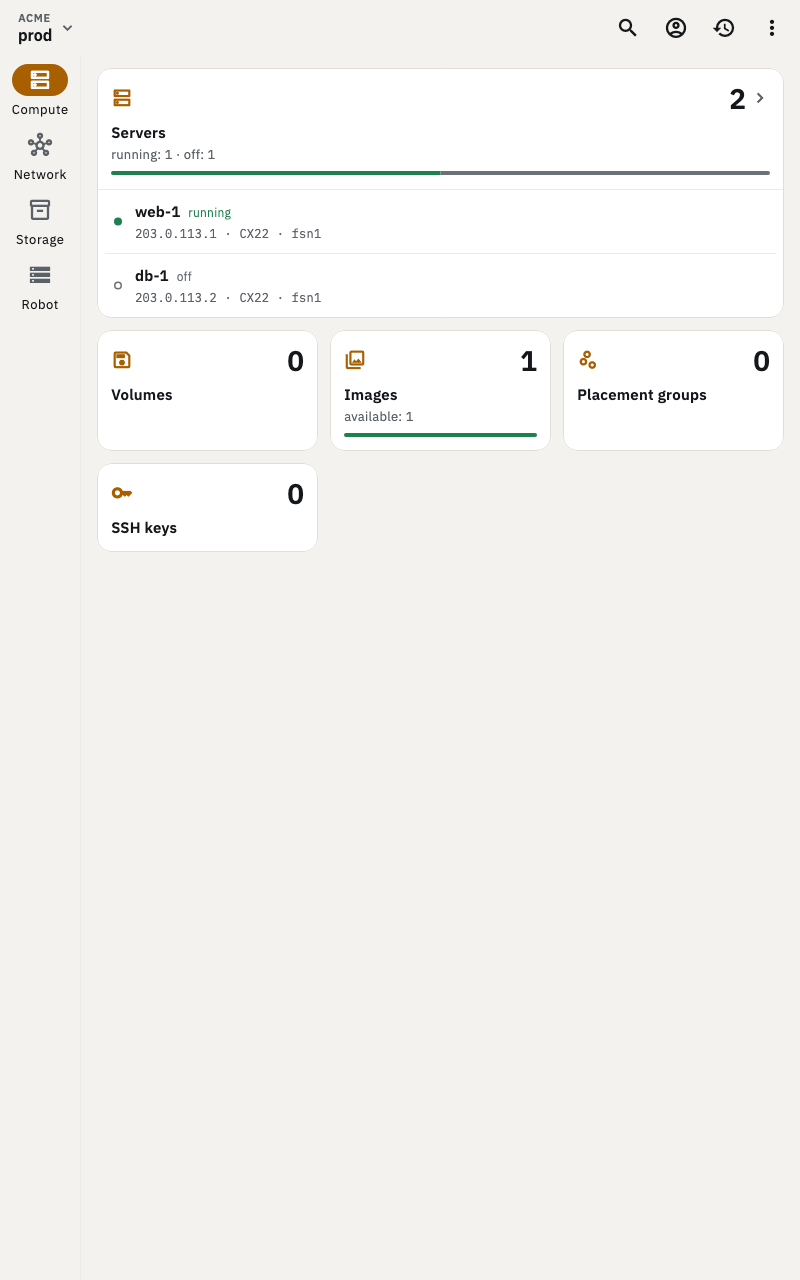 ACME
prod
Compute
Network
Storage
Robot
2
Servers
running: 1 · off: 1
web-1 running
203.0.113.1 · CX22 · fsn1
db-1 off
203.0.113.2 · CX22 · fsn1
0
Volumes
1
Images
available: 1
0
Placement groups
0
SSH keys